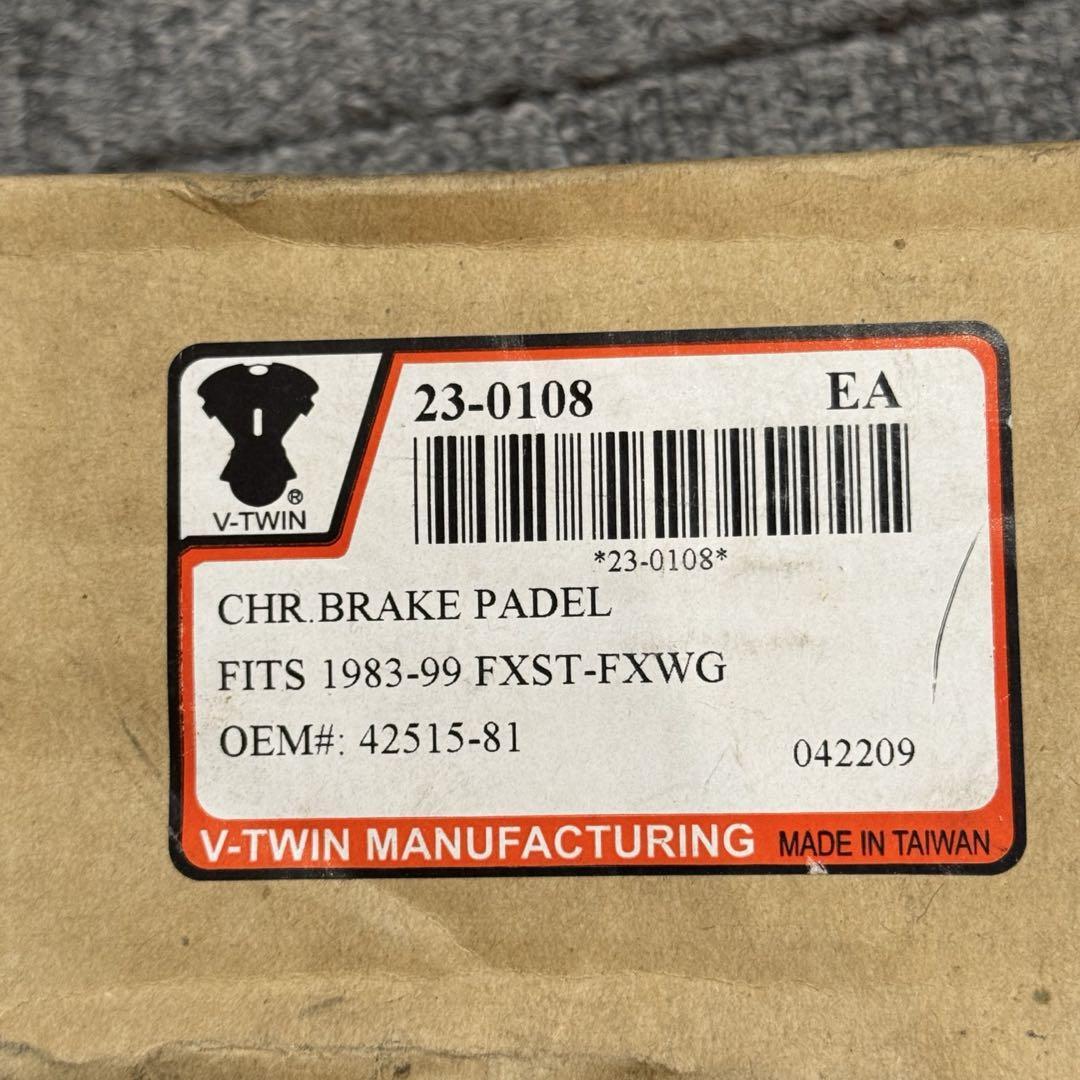 23-0108 EA
®
V-TWIN
*23-0108*
CHR.BRAKE PADEL
FITS 1983-99 FXST-FXWG
OEM#: 42515-81
042209
V-TWIN MANUFACTURING MADE IN TAIWAN